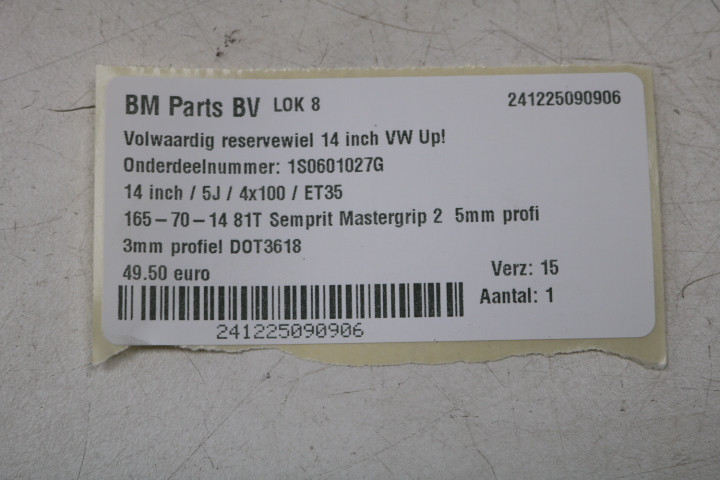 BM Parts BV LOK 8 241225090906
Volwaardig reservewiel 14 inch VW Up!
Onderdeelnummer: 1S0601027G
14 inch / 5J / 4x100 / ET35
165-70-14 81T Semprit Mastergrip 2 5mm profi
3mm profiel DOT3618
49.50 euro Verz: 15
Aantal: 1
241225090906